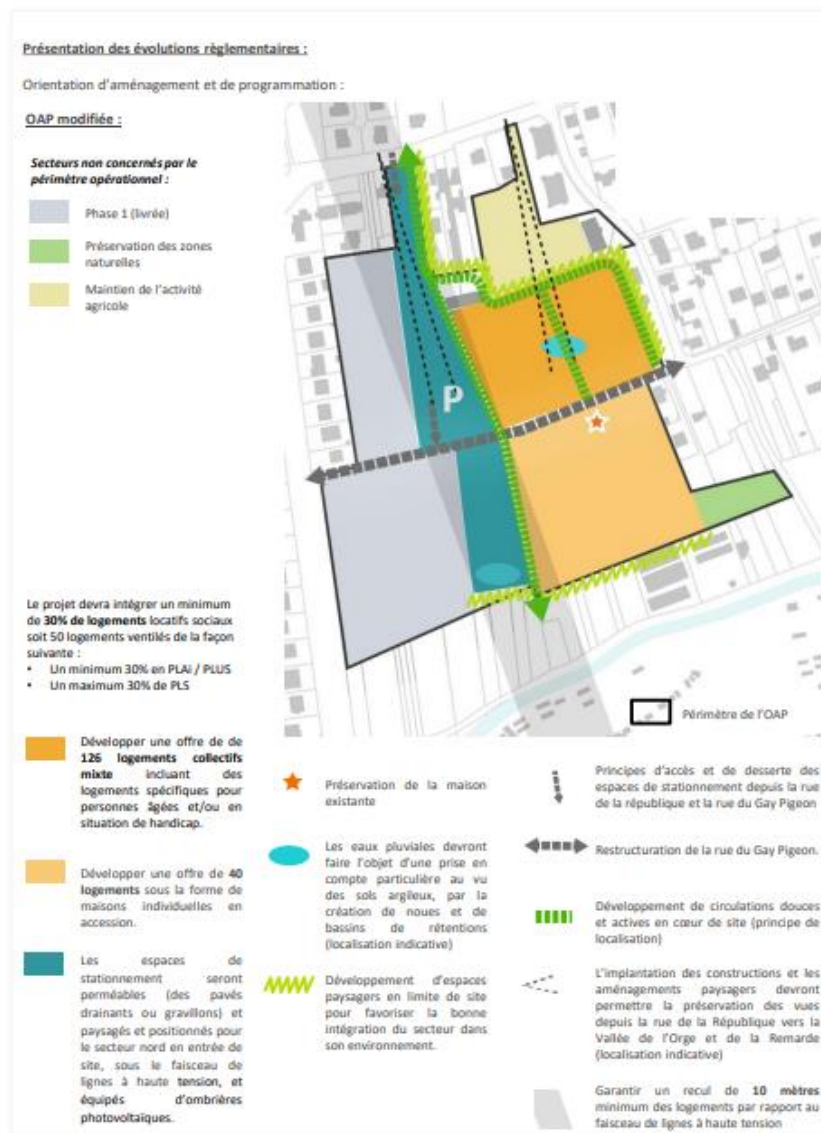 Présentation des évolutions règlementaires :
Orientation d'aménagement et de programmation :
OAP modifiée :
Secteurs non concernés par le
périmètre opérationnel :
Phase 1 (livrée)
Préservation des zones
naturelles
Maintien de l'activité
agricole
P
Le projet devra intégrer un minimum
de 30% de logements locatifs sociaux
soit 50 logements ventilés de la façon
suivante :
• Un minimum 30% en PLAi / PLUS
• Un maximum 30% de PLS
Périmètre de l'OAP
Développer une offre de de
126 logements collectifs
mixte incluant des
logements spécifiques pour
personnes âgées et/ou en
situation de handicap.
Développer une offre de 40
logements sous la forme de
maisons individuelles en
accession.
Les espaces de
stationnement seront
perméables (des pavés
drainants ou gravillons) et
paysagés et positionnés pour
le secteur nord en entrée de
site, sous le faisceau de
lignes à haute tension, et
équipés d'ombrières
photovoltaïques.
Préservation de la maison
existante
Les eaux pluviales devront
faire l'objet d'une prise en
compte particulière au vu
des sols argileux, par la
création de noues et de
bassins de rétentions
(localisation indicative)
Développement d'espaces
paysagers en limite de site
pour favoriser la bonne
intégration du secteur dans
son environnement.
Principes d'accès et de desserte des
espaces de stationnement depuis la rue
de la république et la rue du Gay Pigeon
Restructuration de la rue du Gay Pigeon.
Développement de circulations douces
et actives en cœur de site (principe de
localisation)
L'implantation des constructions et les
aménagements paysagers devront
permettre la préservation des vues
depuis la rue de la République vers la
Vallée de l'Orge et de la Remarde
(localisation indicative)
Garantir un recul de 10 mètres
minimum des logements par rapport au
faisceau de lignes à haute tension